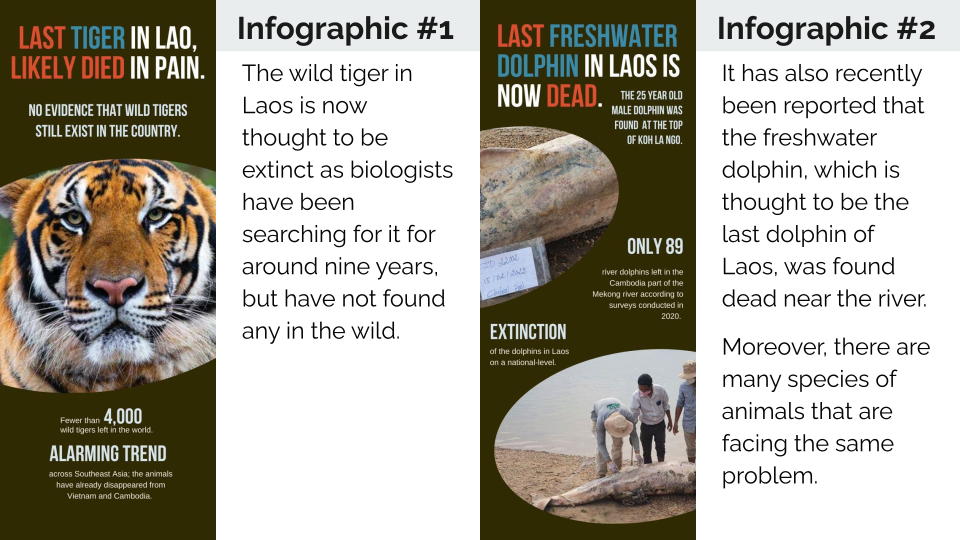 LAST TIGER IN LAO,
LIKELY DIED IN PAIN.
NO EVIDENCE THAT WILD TIGERS
STILL EXIST IN THE COUNTRY.
Fewer than 4,000
wild tigers left in the world.
ALARMING TREND
across Southeast Asia; the animals
have already disappeared from
Vietnam and Cambodia.
Infographic #1
The wild tiger in
Laos is now
thought to be
extinct as biologists
have been
searching for it for
around nine years,
but have not found
any in the wild.
LAST FRESHWATER
DOLPHIN IN LAOS IS
NOW DEAD.
THE 25 YEAR OLD
MALE DOLPHIN WAS
FOUND AT THE TOP
OF KOH LA NGO.
ONLY 89
river dolphins left in the
Cambodia part of the
Mekong river according to
surveys conducted in
2020.
EXTINCTION
of the dolphins in Laos
on a national-level.
Infographic #2
It has also recently
been reported that
the freshwater
dolphin, which is
thought to be the
last dolphin of
Laos, was found
dead near the river.
Moreover, there are
many species of
animals that are
facing the same
problem.